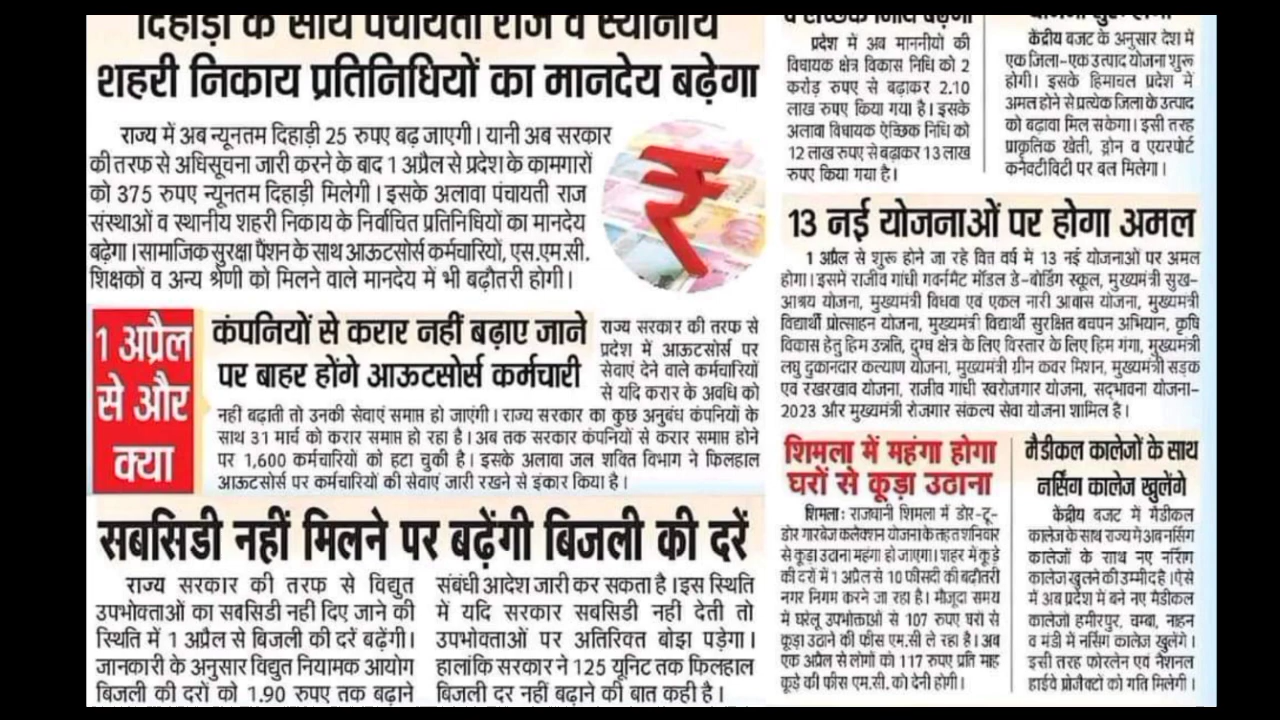 दिहाड़ी के साथ पंचायती राज व स्थानीय
शहरी निकाय प्रतिनिधियों का मानदेय बढ़ेगा
राज्य में अब न्यूनतम दिहाड़ी 25 रुपए बढ़ जाएगी। यानी अब सरकार
की तरफ से अधिसूचना जारी करने के बाद 1 अप्रैल से प्रदेश के कामगारों
को 375 रुपए न्यूनतम दिहाड़ी मिलेगी। इसके अलावा पंचायती राज
संस्थाओं व स्थानीय शहरी निकाय के निर्वाचित प्रतिनिधियों का मानदेय
बढ़ेगा। सामाजिक सुरक्षा पैंशन के साथ आऊटसोर्स कर्मचारियों, एस.एम.सी.
शिक्षकों व अन्य श्रेणी को मिलने वाले मानदेय में भी बढ़ौतरी होगी।
1 अप्रैल
से और
क्या
कंपनियों से करार नहीं बढ़ाए जाने
पर बाहर होंगे आऊटसोर्स कर्मचारी
राज्य सरकार की तरफ से
प्रदेश में आऊटसोर्स पर
सेवाएं देने वाले कर्मचारियों
से यदि करार के अवधि को
नहीं बढ़ाती तो उनकी सेवाएं समाप्त हो जाएंगी। राज्य सरकार का कुछ अनुबंध कंपनियों के
साथ 31 मार्च को करार समाप्त हो रहा है। अब तक सरकार कंपनियों से करार समाप्त होने
पर 1,600 कर्मचारियों को हटा चुकी है। इसके अलावा जल शक्ति विभाग ने फिलहाल
आऊटसोर्स पर कर्मचारियों की सेवाएं जारी रखने से इंकार किया है।
सबसिडी नहीं मिलने पर बढ़ेंगी बिजली की दरें
राज्य सरकार की तरफ से विद्युत
उपभोक्ताओं का सबसिडी नहीं दिए जाने की
स्थिति में 1 अप्रैल से बिजली की दरें बढ़ेंगी।
जानकारी के अनुसार विद्युत नियामक आयोग
बिजली की दरों को 1.90 रुपए तक बढ़ाने
संबंधी आदेश जारी कर सकता है। इस स्थिति
में यदि सरकार सबसिडी नहीं देती तो
उपभोक्ताओं पर अतिरिक्त बोझा पड़ेगा।
हालांकि सरकार ने 125 यूनिट तक फिलहाल
बिजली दर नहीं बढ़ाने की बात कही है।
व ऐच्छिक निधि बढ़ेगी
प्रदेश में अब माननीयों की
विधायक क्षेत्र विकास निधि को 2
करोड़ रुपए से बढ़ाकर 2.10
लाख रुपए किया गया है। इसके
अलावा विधायक ऐच्छिक निधि को
12 लाख रुपए से बढ़ाकर 13 लाख
रुपए किया गया है।
केंद्रीय बजट के अनुसार देश में
एक जिला-एक उत्पाद योजना शुरू
होगी। इसके हिमाचल प्रदेश में
अमल होने से प्रत्येक जिला के उत्पाद
को बढ़ावा मिल सकेगा। इसी तरह
प्राकृतिक खेती, ड्रोन व एयरपोर्ट
कनेक्टीविटी पर बल मिलेगा।
13 नई योजनाओं पर होगा अमल
1 अप्रैल से शुरू होने जा रहे वित्त वर्ष में 13 नई योजनाओं पर अमल
होगा। इसमें राजीव गांधी गवर्नमैंट मॉडल डे-बोर्डिंग स्कूल, मुख्यमंत्री सुख-
आश्रय योजना, मुख्यमंत्री विधवा एवं एकल नारी आवास योजना, मुख्यमंत्री
विद्यार्थी प्रोत्साहन योजना, मुख्यमंत्री विद्यार्थी सुरक्षित बचपन अभियान, कृषि
विकास हेतु हिम उन्नति, दुग्ध क्षेत्र के लिए विस्तार के लिए हिम गंगा, मुख्यमंत्री
लघु दुकानदार कल्याण योजना, मुख्यमंत्री ग्रीन कवर मिशन, मुख्यमंत्री सड़क
एवं रखरखाव योजना, राजीव गांधी स्वरोजगार योजना, सद्भावना योजना-
2023 और मुख्यमंत्री रोजगार संकल्प सेवा योजना शामिल है।
शिमला में महंगा होगा
घरों से कूड़ा उठाना
शिमला: राजधानी शिमला में डोर-टू-
डोर गारबेज कलेक्शन योजना के तहत शनिवार
से कूड़ा उठाना महंगा हो जाएगा। शहर में कूड़े
की दरों में 1 अप्रैल से 10 फीसदी की बढ़ौतरी
नगर निगम करने जा रहा है। मौजूदा समय
में घरेलू उपभोक्ताओं से 107 रुपए घरों से
कूड़ा उठाने की फीस एम.सी ले रहा है। अब
एक अप्रैल से लोगों को 117 रुपए प्रति माह
कूड़े की फीस एम.सी. को देनी होगी।
मैडीकल कालेजों के साथ
नर्सिंग कालेज खुलेंगे
केंद्रीय बजट में मैडीकल
कालेज के साथ राज्य में अब नर्सिंग
कालेजों के साथ नए नर्सिंग
कालेज खुलने की उम्मीद है। ऐसे
में अब प्रदेश में बने नए मैडीकल
कालेजों हमीरपुर, चम्बा, नाहन
व मंडी में नर्सिंग कालेज खुलेंगे।
इसी तरह फोरलेन एवं नैशनल
हाईवे प्रोजैक्टों को गति मिलेगी।